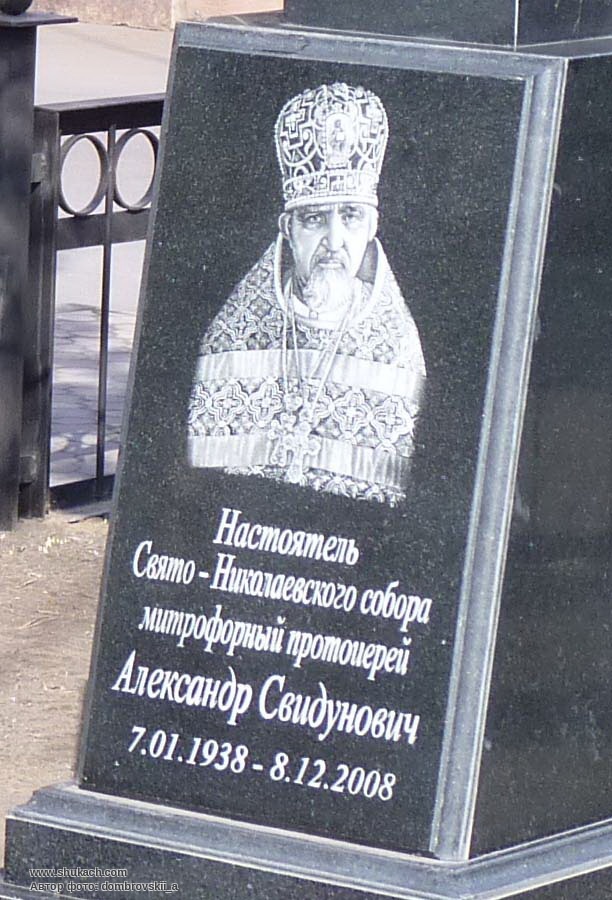 Настоятель
Свято - Николаевского собора
митрофорный протоиерей
Александр Свидунович
7.01.1938 - 8.12.2008
www.shukach.com
Автор фото: dombrovskii_a